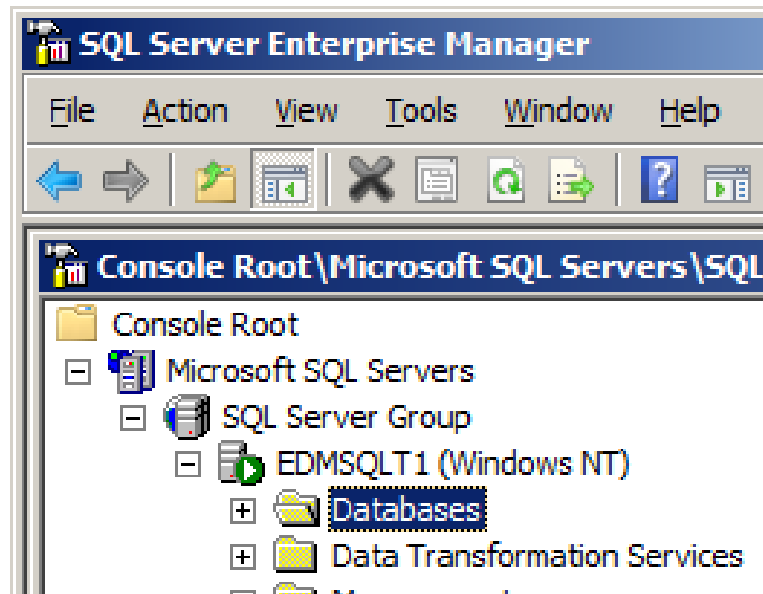 SQL Server Enterprise Manager
File Action View Tools Window Help
Console Root\Microsoft SQL Servers\SQL
Console Root
Microsoft SQL Servers
SQL Server Group
EDMSQLT1 (Windows NT)
Databases
Data Transformation Services